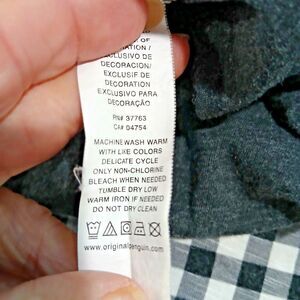 OF
DECORATION /
EXCLUSIVO DE
DECORACION/
EXCLUSIF DE
DECORATION
EXCLUSIVO PARA
DECORAÇÃO
RN# 37763
CA# 04754
MACHINE WASH WARM
WITH LIKE COLORS
DELICATE CYCLE
ONLY NON-CHLORINE
BLEACH WHEN NEEDED
TUMBLE DRY LOW
WARM IRON IF NEEDED
DO NOT DRY CLEAN
www.originalpenguin.com